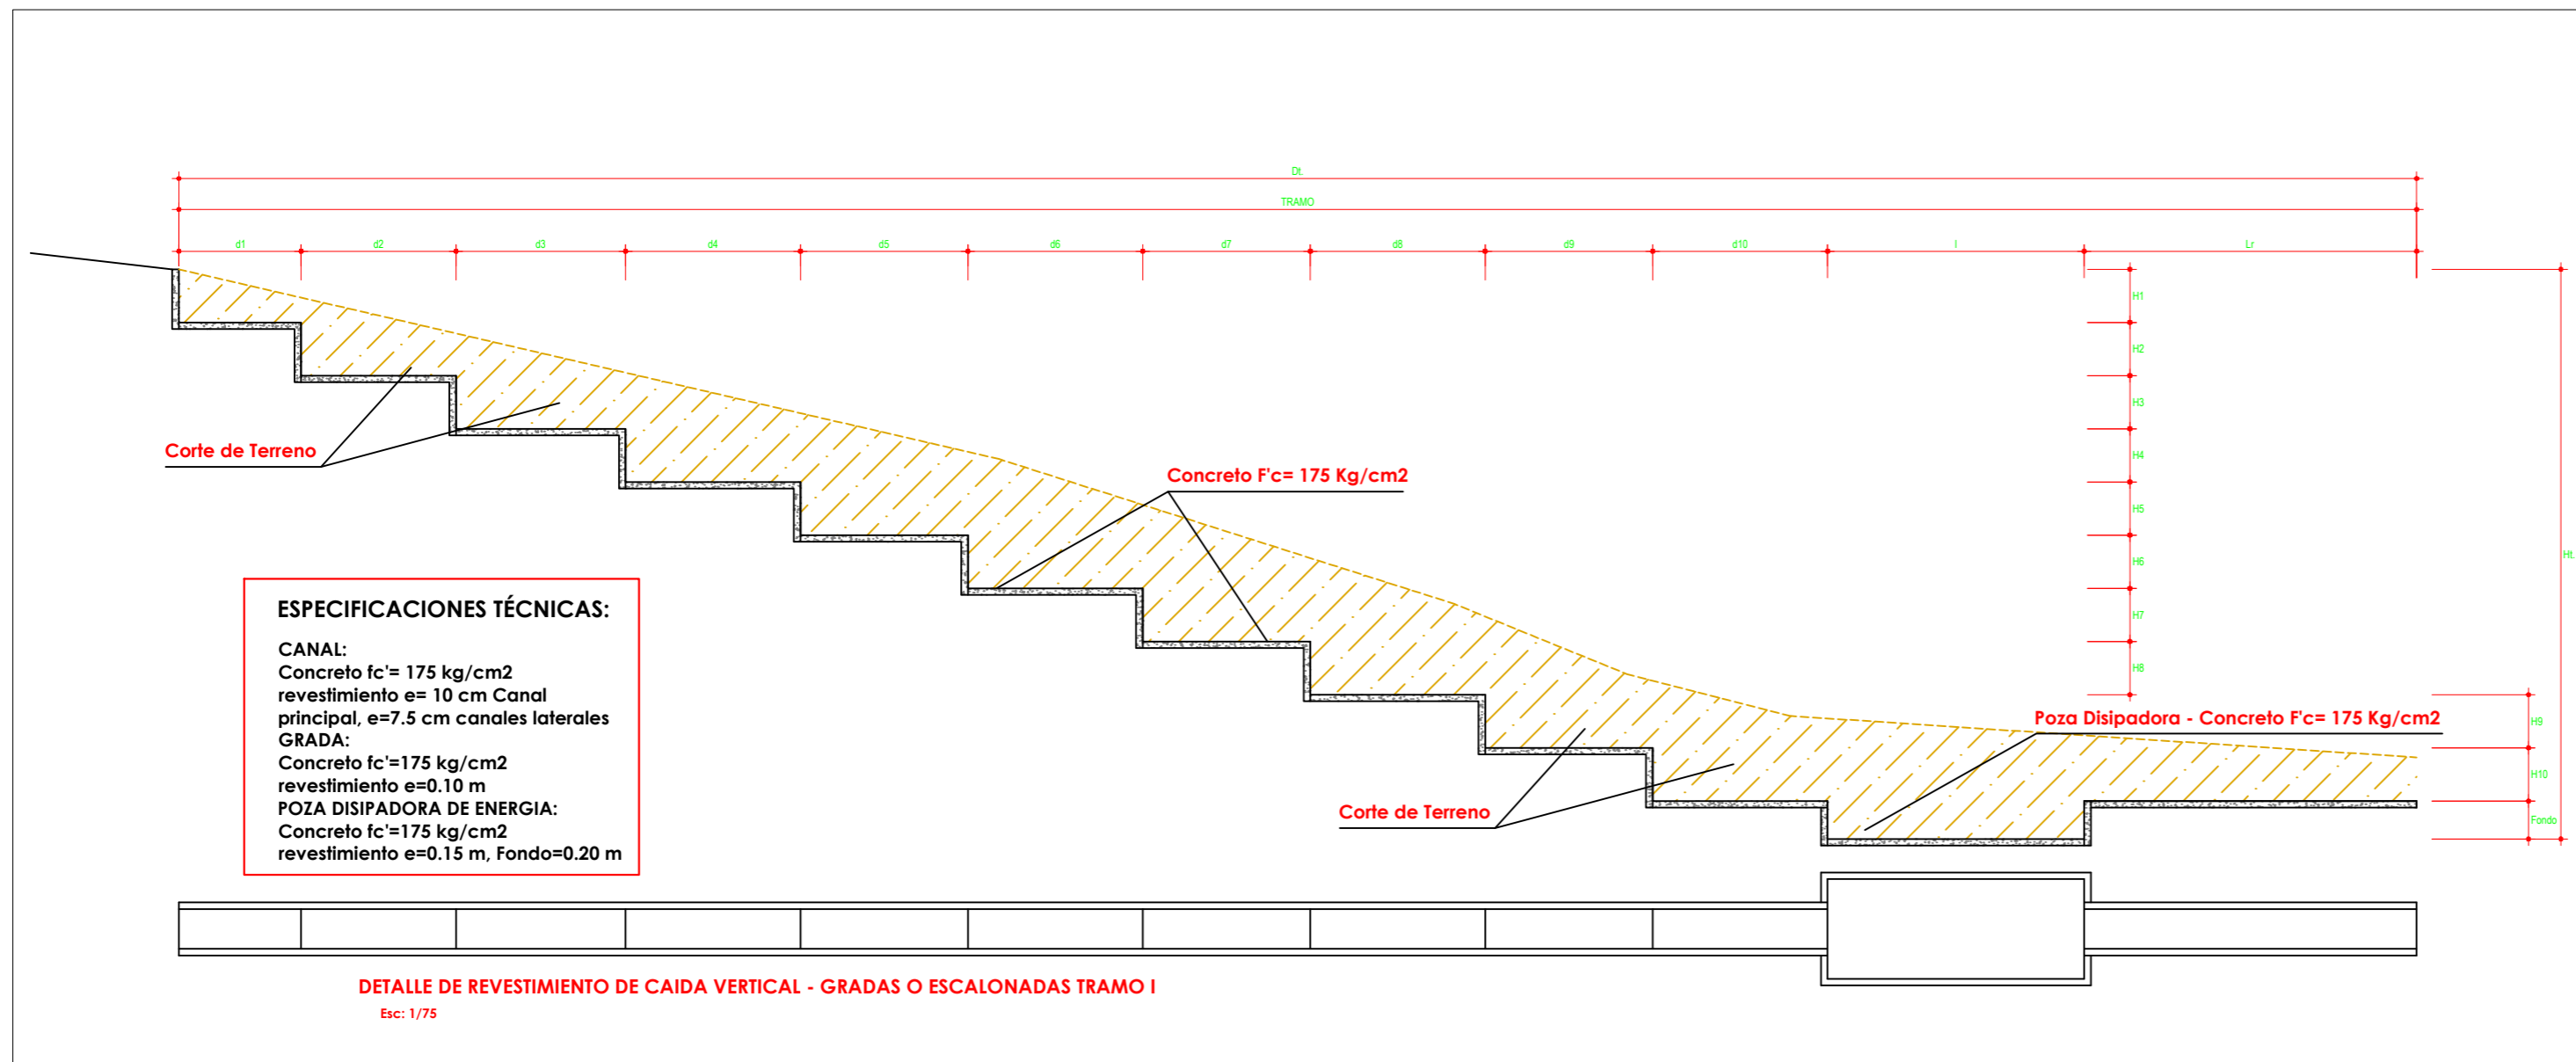 Dt.
TRAMO
d1 d2 d3 d4 d5 d6 d7 d8 d9 d10 l Lr
H1
H2
H3
H4
H5
H6
H7
H8
H9
H10
Fondo
Ht.
Corte de Terreno
Concreto F'c= 175 Kg/cm2
Poza Disipadora - Concreto F'c= 175 Kg/cm2
Corte de Terreno
ESPECIFICACIONES TÉCNICAS:
CANAL:
Concreto fc'= 175 kg/cm2
revestimiento e= 10 cm Canal
principal, e=7.5 cm canales laterales
GRADA:
Concreto fc'=175 kg/cm2
revestimiento e=0.10 m
POZA DISIPADORA DE ENERGIA:
Concreto fc'=175 kg/cm2
revestimiento e=0.15 m, Fondo=0.20 m
DETALLE DE REVESTIMIENTO DE CAIDA VERTICAL - GRADAS O ESCALONADAS TRAMO I
Esc: 1/75